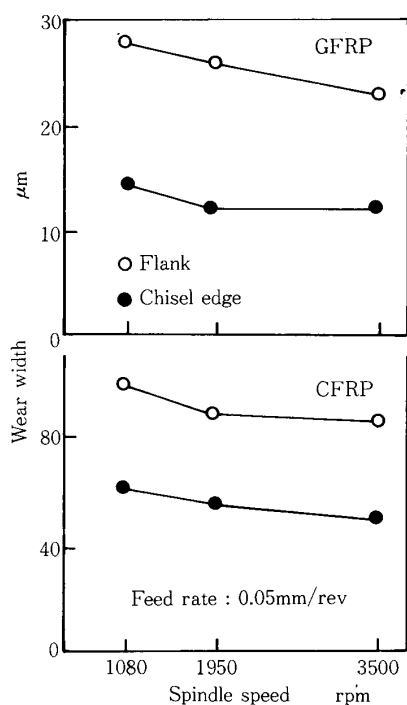 30
GFRP
20
μm
10
Flank
Chisel edge
0
CFRP
Wear width
80
40
Feed rate : 0.05mm/rev
0
1080 1950 3500
Spindle speed rpm